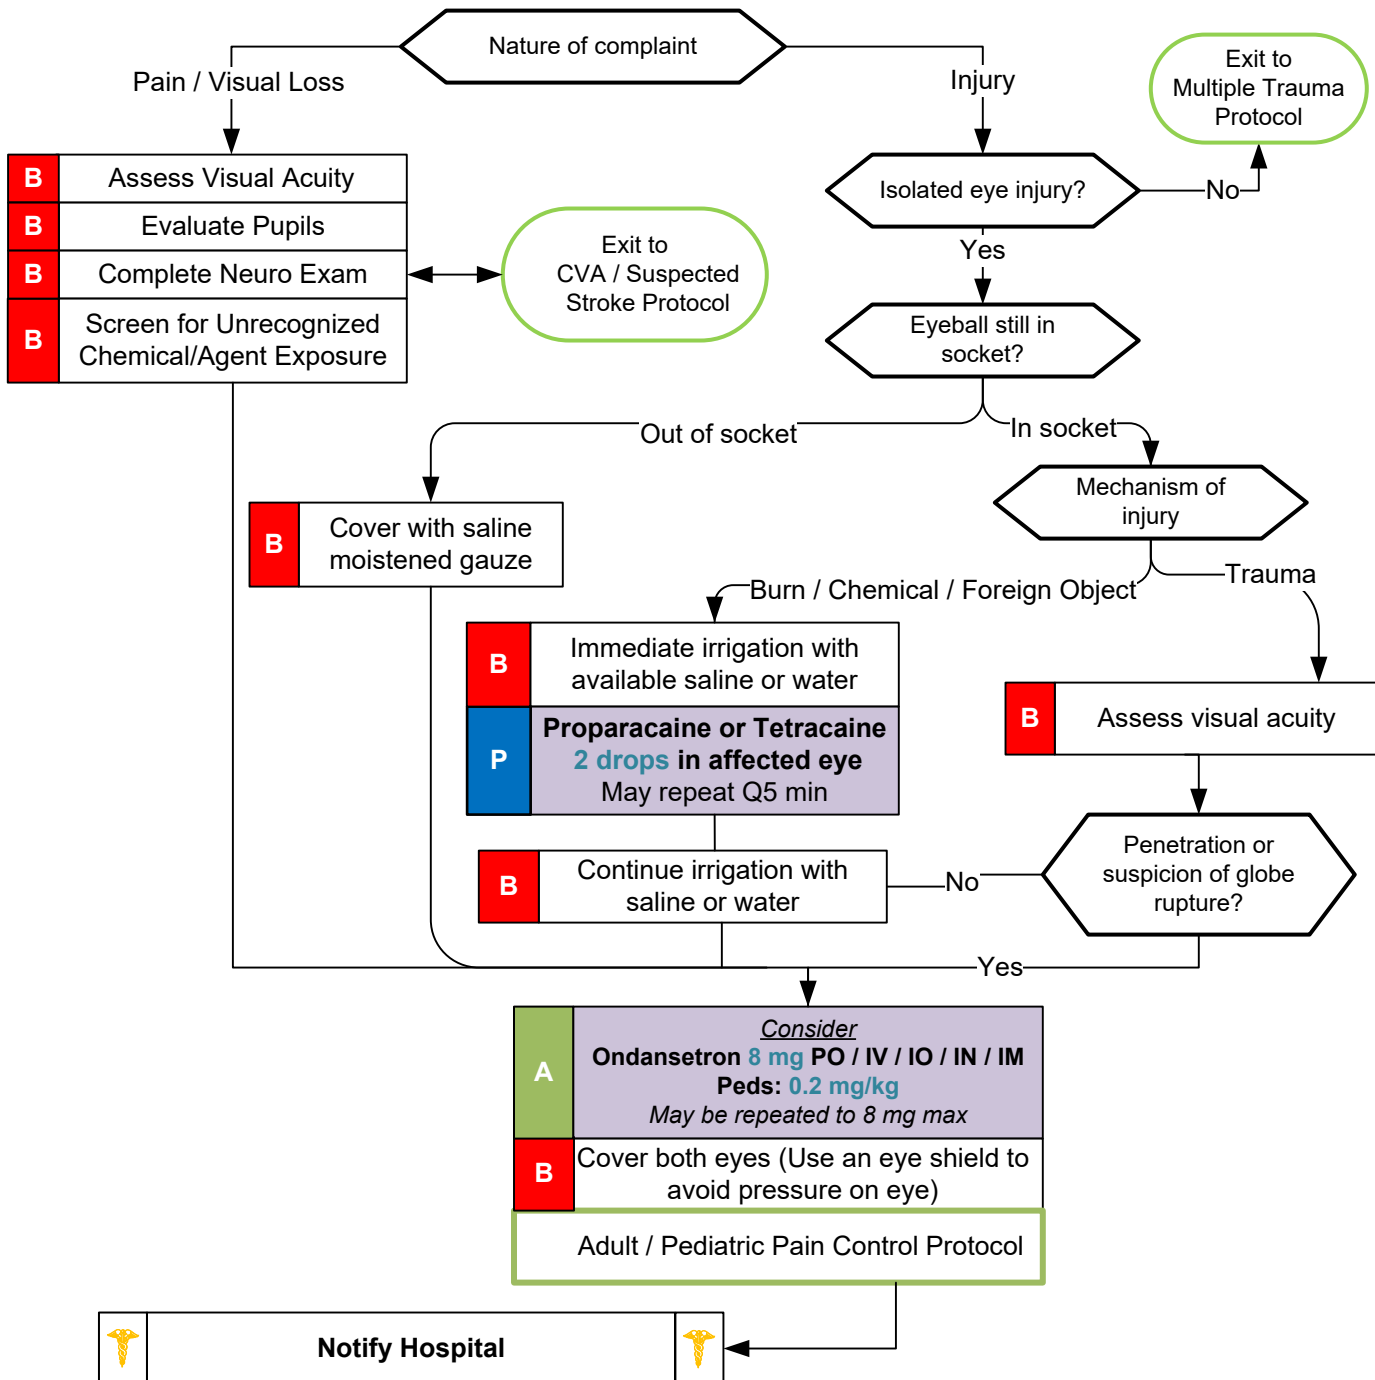 Nature of complaint
Pain / Visual Loss
Injury
Exit to
Multiple Trauma
Protocol
B
Assess Visual Acuity
B
Evaluate Pupils
B
Complete Neuro Exam
B
Screen for Unrecognized
Chemical/Agent Exposure
Exit to
CVA / Suspected
Stroke Protocol
Isolated eye injury?
No
Yes
Eyeball still in
socket?
Out of socket
In socket
B
Cover with saline
moistened gauze
Mechanism of
injury
Burn / Chemical / Foreign Object
Trauma
B
Immediate irrigation with
available saline or water
P
Proparacaine or Tetracaine
2 drops in affected eye
May repeat Q5 min
B
Assess visual acuity
B
Continue irrigation with
saline or water
No
Penetration or
suspicion of globe
rupture?
Yes
A
Consider
Ondansetron 8 mg PO / IV / IO / IN / IM
Peds: 0.2 mg/kg
May be repeated to 8 mg max
B
Cover both eyes (Use an eye shield to
avoid pressure on eye)
Adult / Pediatric Pain Control Protocol
Notify Hospital